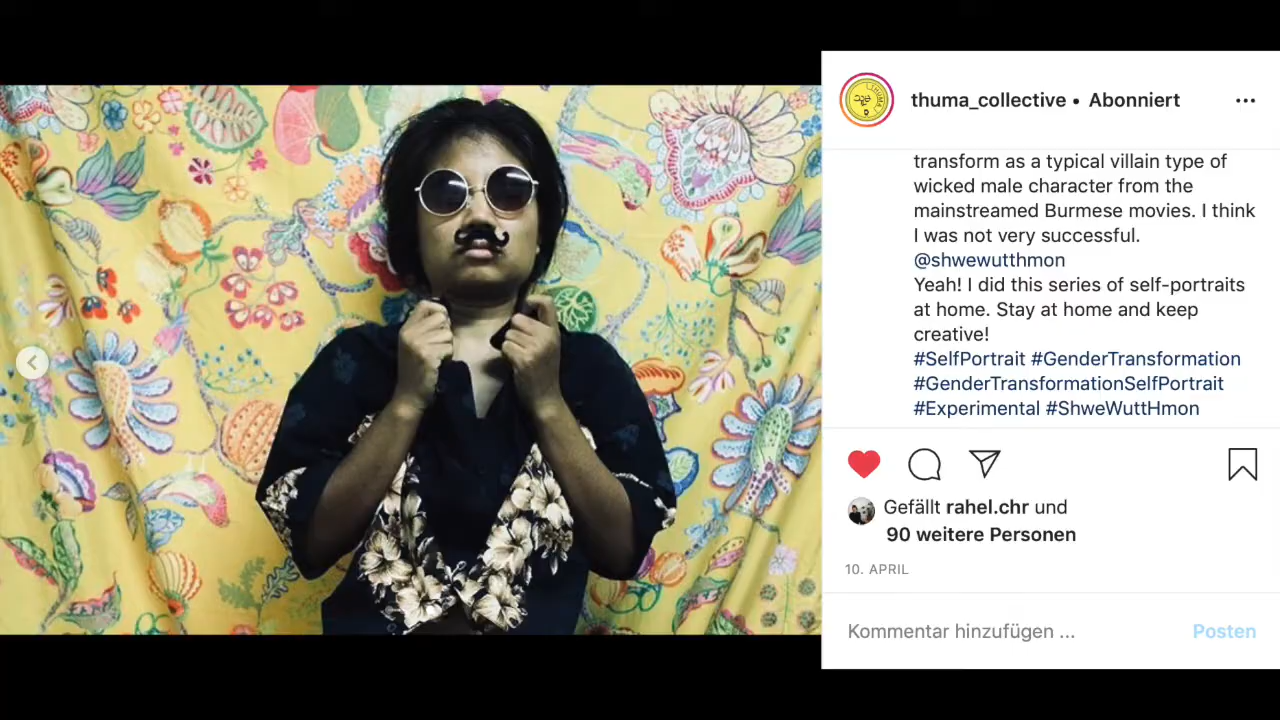 thuma_collective • Abonniert
transform as a typical villain type of
wicked male character from the
mainstreamed Burmese movies. I think
I was not very successful.
@shwewutthmon
Yeah! I did this series of self-portraits
at home. Stay at home and keep
creative!
#SelfPortrait #GenderTransformation
#GenderTransformationSelfPortrait
#Experimental #ShweWuttHmon
Gefällt rahel.chr und
90 weitere Personen
10. APRIL
Kommentar hinzufügen ...
Posten